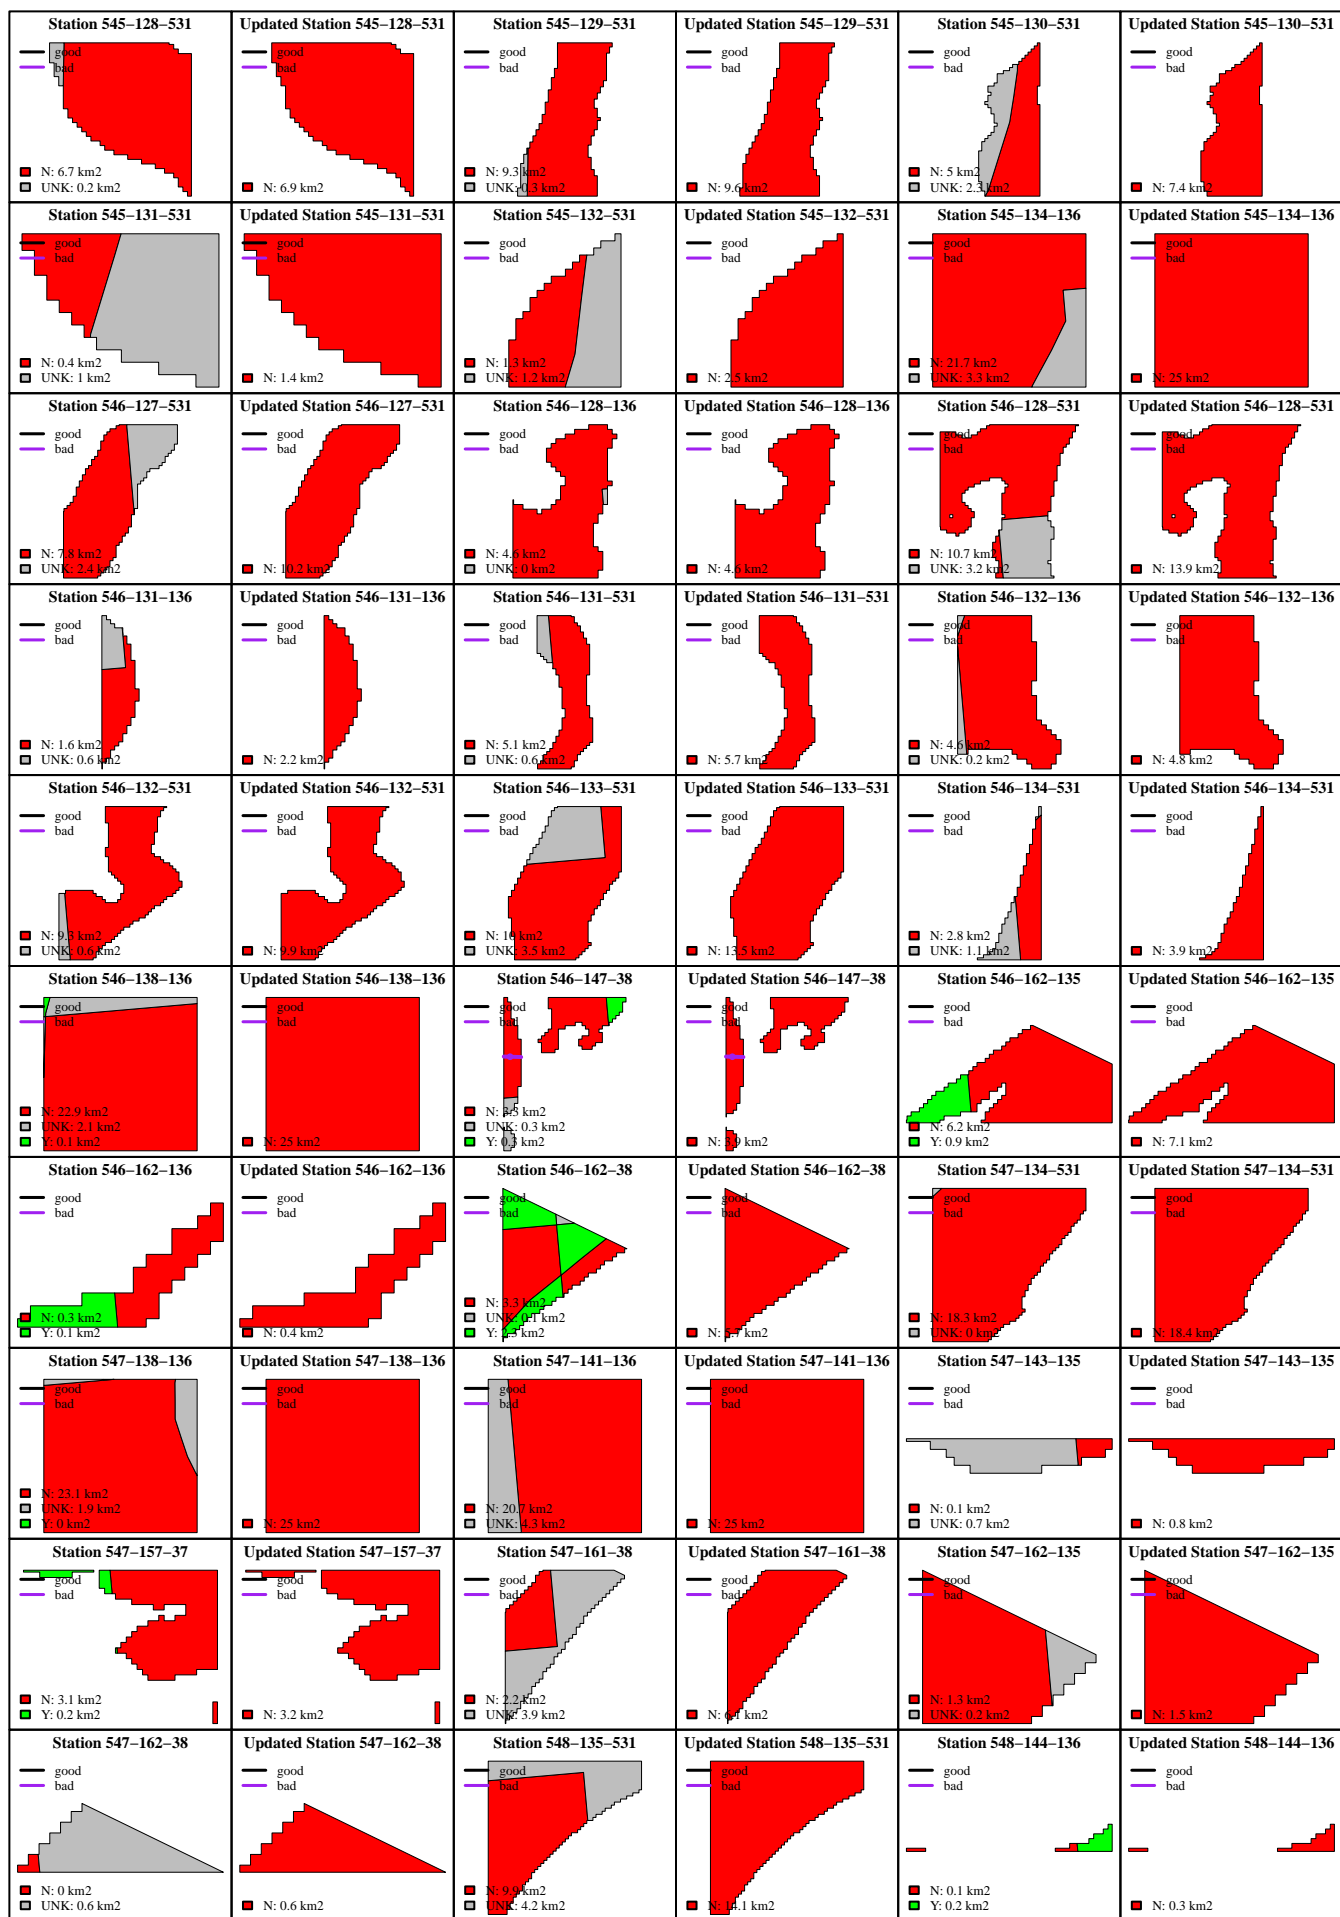 Station 545−128−531
good
bad
N: 6.7 km2
UNK: 0.2 km2
Updated Station 545−128−531
good
bad
N: 6.9 km2
Station 545−129−531
good
bad
N: 9.3 km2
UNK: 0.3 km2
Updated Station 545−129−531
good
bad
N: 9.6 km2
Station 545−130−531
good
bad
N: 5 km2
UNK: 2.3 km2
Updated Station 545−130−531
good
bad
N: 7.4 km2
Station 545−131−531
good
bad
N: 0.4 km2
UNK: 1 km2
Updated Station 545−131−531
good
bad
N: 1.4 km2
Station 545−132−531
good
bad
N: 1.3 km2
UNK: 1.2 km2
Updated Station 545−132−531
good
bad
N: 2.5 km2
Station 545−134−136
good
bad
N: 21.7 km2
UNK: 3.3 km2
Updated Station 545−134−136
good
bad
N: 25 km2
Station 546−127−531
good
bad
N: 7.8 km2
UNK: 2.4 km2
Updated Station 546−127−531
good
bad
N: 10.2 km2
Station 546−128−136
good
bad
N: 4.6 km2
UNK: 0 km2
Updated Station 546−128−136
good
bad
N: 4.6 km2
Station 546−128−531
good
bad
N: 10.7 km2
UNK: 3.2 km2
Updated Station 546−128−531
good
bad
N: 13.9 km2
Station 546−131−136
good
bad
N: 1.6 km2
UNK: 0.6 km2
Updated Station 546−131−136
good
bad
N: 2.2 km2
Station 546−131−531
good
bad
N: 5.1 km2
UNK: 0.6 km2
Updated Station 546−131−531
good
bad
N: 5.7 km2
Station 546−132−136
good
bad
N: 4.6 km2
UNK: 0.2 km2
Updated Station 546−132−136
good
bad
N: 4.8 km2
Station 546−132−531
good
bad
N: 9.3 km2
UNK: 0.6 km2
Updated Station 546−132−531
good
bad
N: 9.9 km2
Station 546−133−531
good
bad
N: 10 km2
UNK: 3.5 km2
Updated Station 546−133−531
good
bad
N: 13.5 km2
Station 546−134−531
good
bad
N: 2.8 km2
UNK: 1.1 km2
Updated Station 546−134−531
good
bad
N: 3.9 km2
Station 546−138−136
good
bad
N: 22.9 km2
UNK: 2.1 km2
Y: 0.1 km2
Updated Station 546−138−136
good
bad
N: 25 km2
Station 546−147−38
good
bad
N: 3.3 km2
UNK: 0.3 km2
Y: 0.3 km2
Updated Station 546−147−38
good
bad
N: 3.9 km2
Station 546−162−135
good
bad
N: 6.2 km2
Y: 0.9 km2
Updated Station 546−162−135
good
bad
N: 7.1 km2
Station 546−162−136
good
bad
N: 0.3 km2
Y: 0.1 km2
Updated Station 546−162−136
good
bad
N: 0.4 km2
Station 546−162−38
good
bad
N: 3.3 km2
UNK: 0.1 km2
Y: 2.3 km2
Updated Station 546−162−38
good
bad
N: 5.7 km2
Station 547−134−531
good
bad
N: 18.3 km2
UNK: 0 km2
Updated Station 547−134−531
good
bad
N: 18.4 km2
Station 547−138−136
good
bad
N: 23.1 km2
UNK: 1.9 km2
Y: 0 km2
Updated Station 547−138−136
good
bad
N: 25 km2
Station 547−141−136
good
bad
N: 20.7 km2
UNK: 4.3 km2
Updated Station 547−141−136
good
bad
N: 25 km2
Station 547−143−135
good
bad
N: 0.1 km2
UNK: 0.7 km2
Updated Station 547−143−135
good
bad
N: 0.8 km2
Station 547−157−37
good
bad
N: 3.1 km2
Y: 0.2 km2
Updated Station 547−157−37
good
bad
N: 3.2 km2
Station 547−161−38
good
bad
N: 2.2 km2
UNK: 3.9 km2
Updated Station 547−161−38
good
bad
N: 6.1 km2
Station 547−162−135
good
bad
N: 1.3 km2
UNK: 0.2 km2
Updated Station 547−162−135
good
bad
N: 1.5 km2
Station 547−162−38
good
bad
N: 0 km2
UNK: 0.6 km2
Updated Station 547−162−38
good
bad
N: 0.6 km2
Station 548−135−531
good
bad
N: 9.9 km2
UNK: 4.2 km2
Updated Station 548−135−531
good
bad
N: 14.1 km2
Station 548−144−136
good
bad
N: 0.1 km2
Y: 0.2 km2
Updated Station 548−144−136
good
bad
N: 0.3 km2